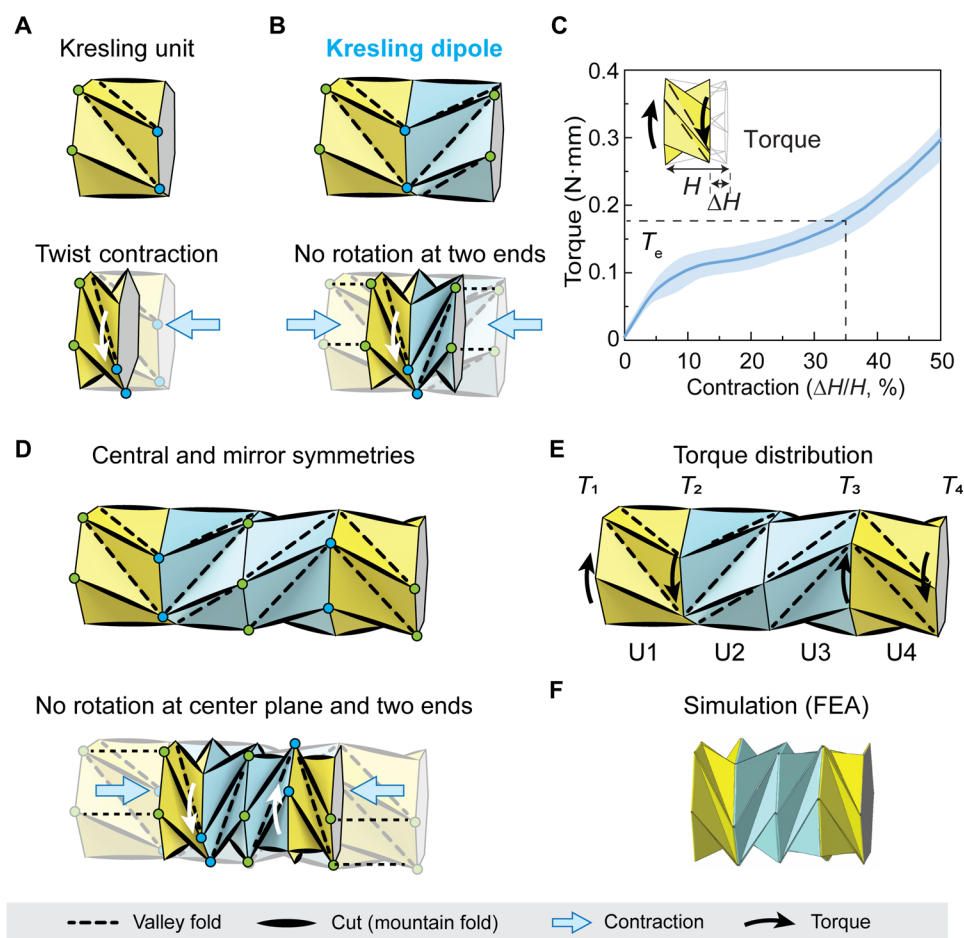 A
Kresling unit
Twist contraction
B
Kresling dipole
No rotation at two ends
C
Torque (N·mm)
0.4
0.3
0.2
0.1
0
Torque
H
ΔH
Tₑ
0 10 20 30 40 50
Contraction (ΔH/H, %)
D
Central and mirror symmetries
No rotation at center plane and two ends
E
Torque distribution
T₁ T₂ T₃ T₄
U1 U2 U3 U4
F
Simulation (FEA)
Valley fold Cut (mountain fold) Contraction Torque